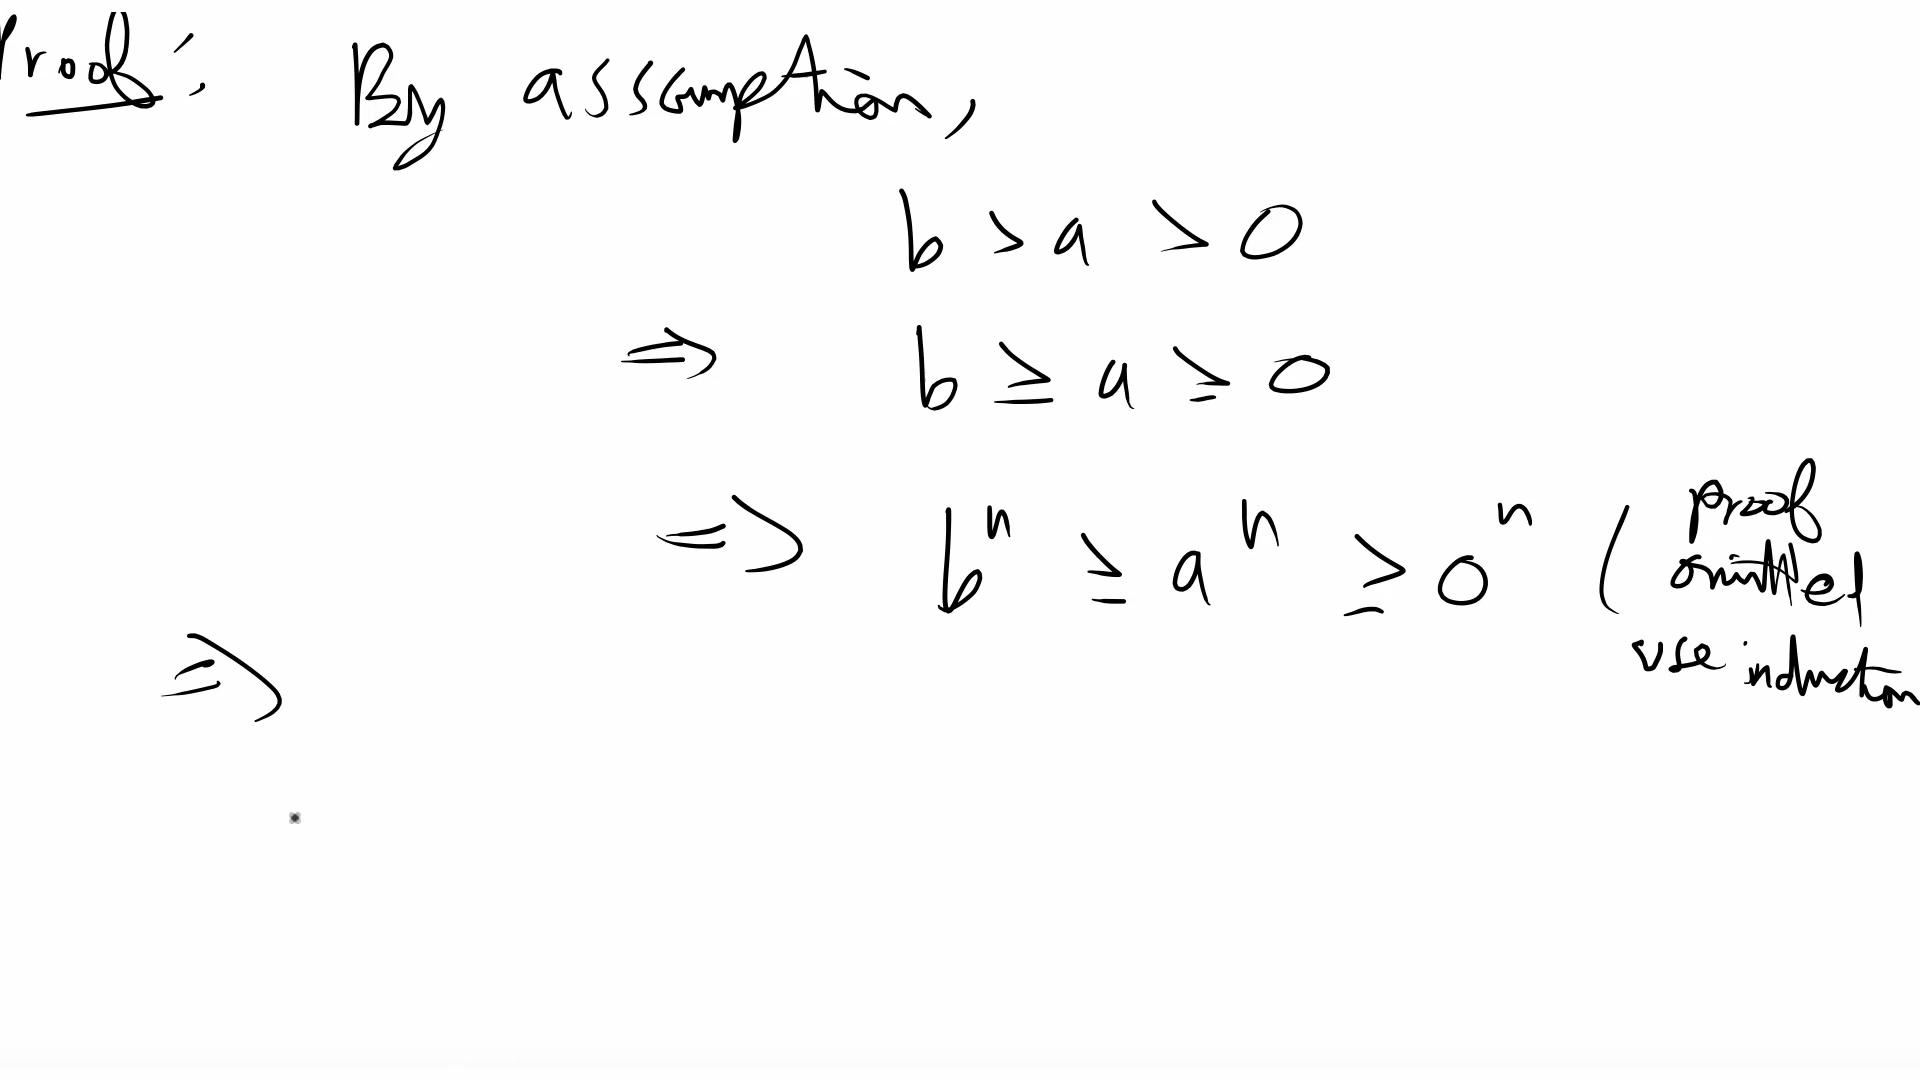 Proof: By assumption,
b > a > 0
⇒ b ≥ a ≥ 0
⇒ bⁿ ≥ aⁿ ≥ 0ⁿ (proof
omitted
use induction
⇒